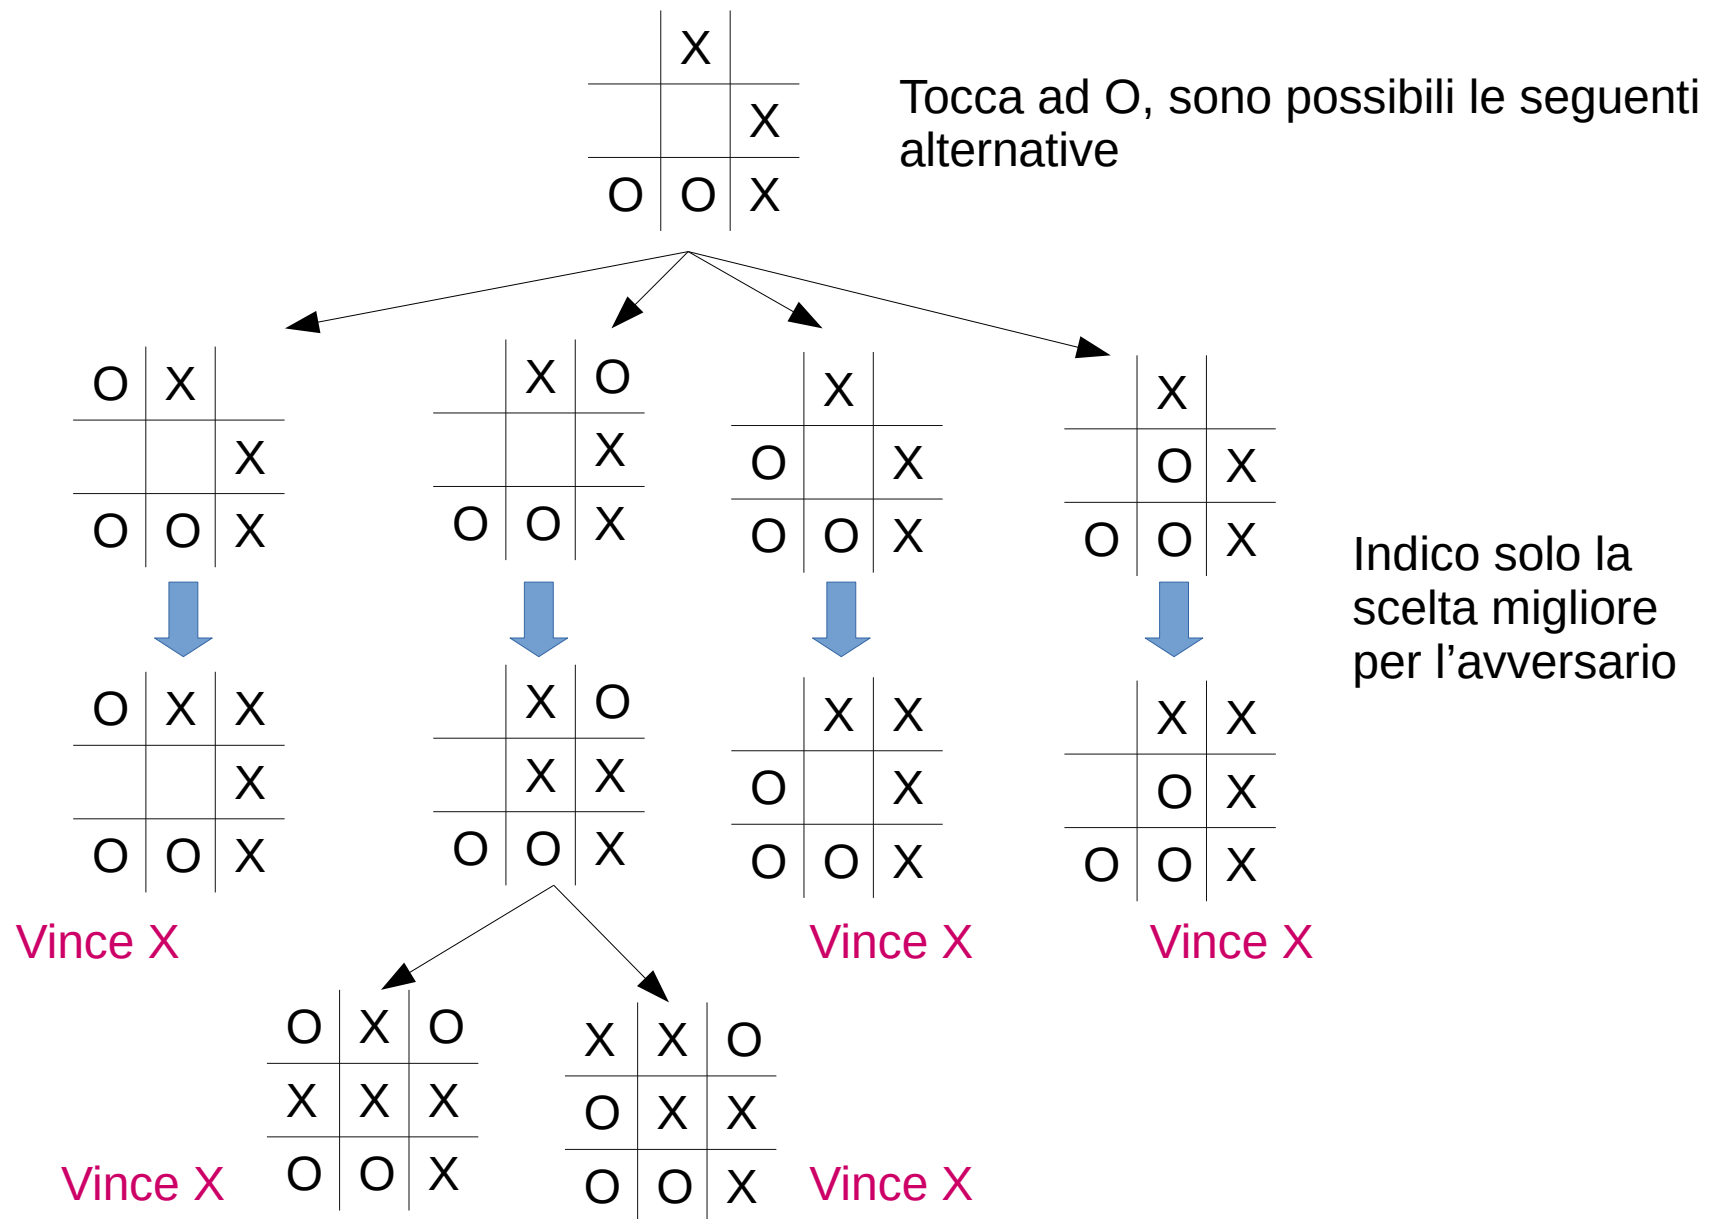 X
X
O O X
Tocca ad O, sono possibili le seguenti
alternative
O X
X
O O X
X O
X
O O X
X
O X
O O X
X
O X
O O X
Indico solo la
scelta migliore
per l’avversario
O X X
X
O O X
X O
X X
O O X
X X
O X
O O X
X X
O X
O O X
Vince X
Vince X
Vince X
O X O
X X X
O O X
Vince X
X X O
O X X
O O X
Vince X